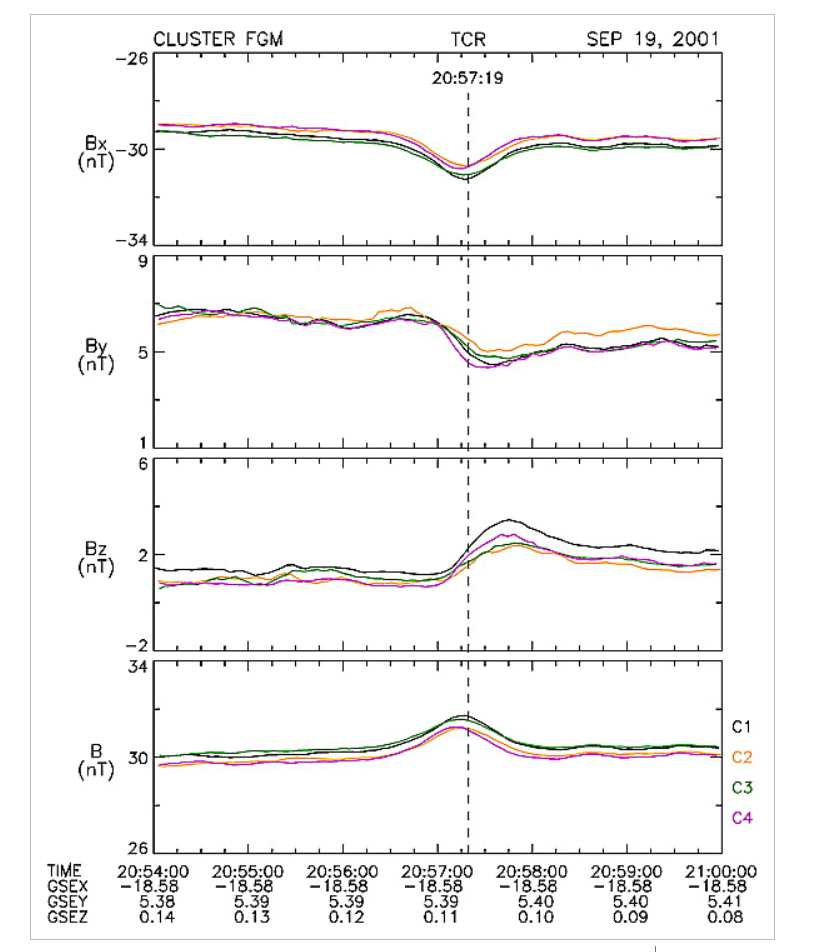 CLUSTER FGM TCR SEP 19, 2001
-26
20:57:19
Bx -30
(nT)
-34
9
By 5
(nT)
1
6
Bz 2
(nT)
-2
34
B 30
(nT)
26
C1
C2
C3
C4
TIME 20:54:00 20:55:00 20:56:00 20:57:00 20:58:00 20:59:00 21:00:00
GSEX -18.58 -18.58 -18.58 -18.58 -18.58 -18.58 -18.58
GSEY 5.38 5.39 5.39 5.39 5.40 5.40 5.41
GSEZ 0.14 0.13 0.12 0.11 0.10 0.09 0.08